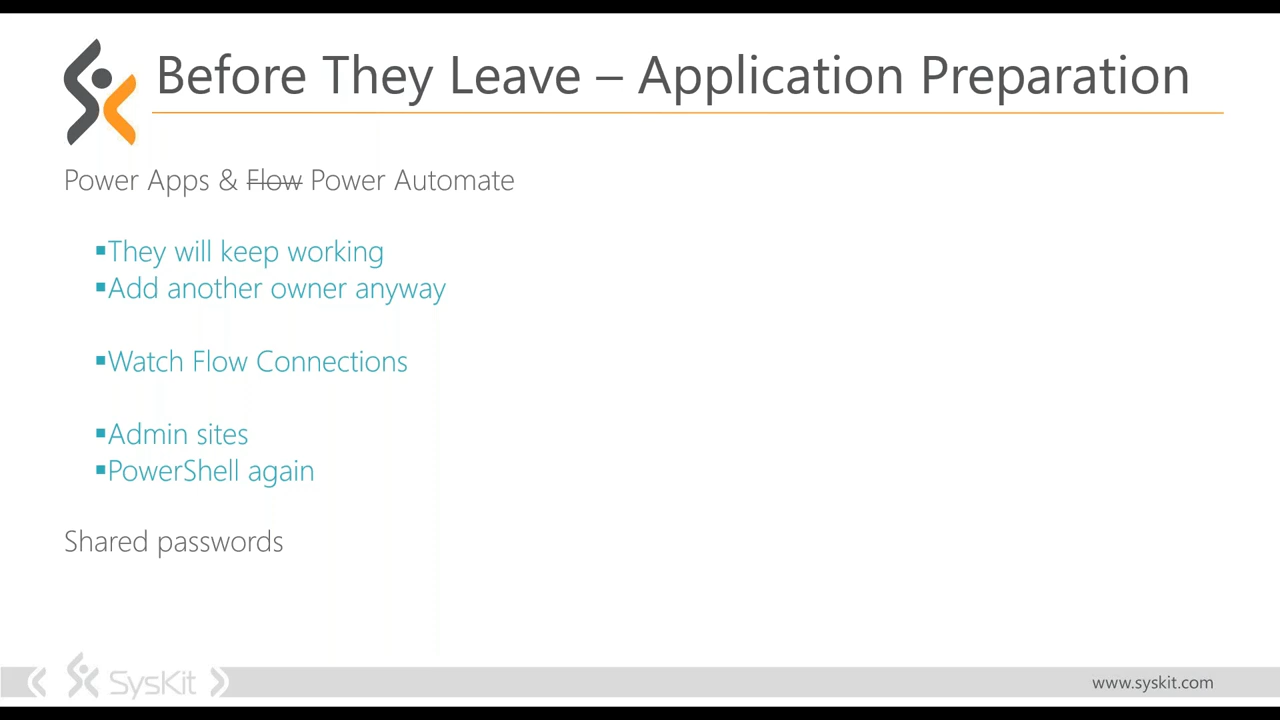 Before They Leave – Application Preparation
Power Apps & Flow Power Automate
▪They will keep working
▪Add another owner anyway
▪Watch Flow Connections
▪Admin sites
▪PowerShell again
Shared passwords
SysKit
www.syskit.com